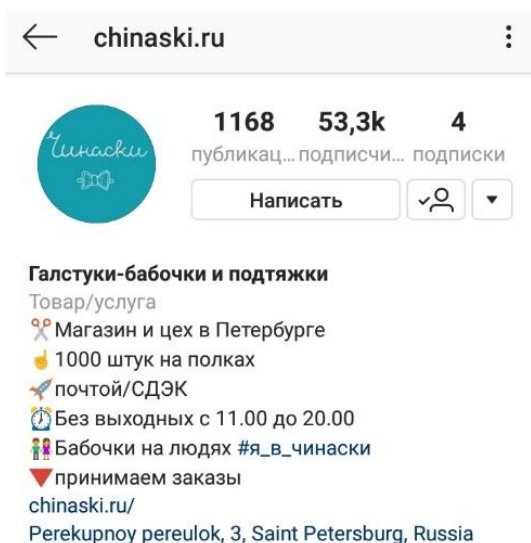 chinaski.ru
Чинаски
1168 53,3k 4
публикац... подписчи... подписки
Написать
Галстуки-бабочки и подтяжки
Товар/услуга
✂️Магазин и цех в Петербурге
☝️1000 штук на полках
🚀почтой/СДЭК
⏰Без выходных с 11.00 до 20.00
👫Бабочки на людях #я_в_чинаски
🔻принимаем заказы
chinaski.ru/
Perekupnoy pereulok, 3, Saint Petersburg, Russia